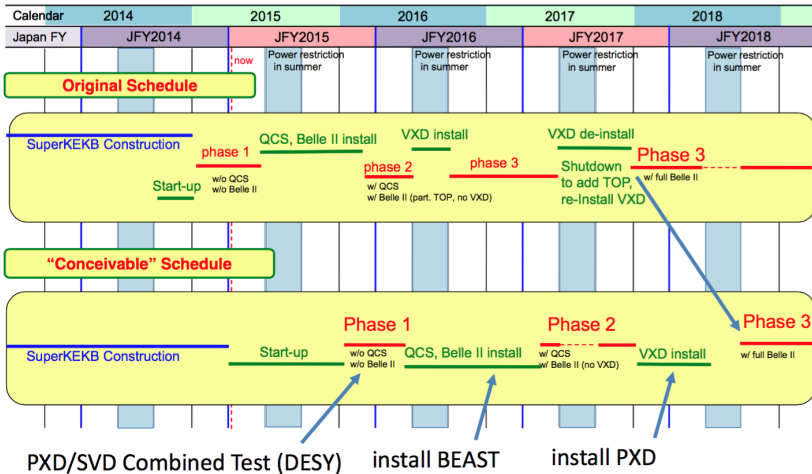 Calendar 2014 2015 2016 2017 2018
Japan FY JFY2014 JFY2015 JFY2016 JFY2017 JFY2018
now
Power restriction
in summer
Power restriction
in summer
Power restriction
in summer
Power restriction
in summer
Original Schedule
SuperKEKB Construction
Start-up
phase 1
w/o QCS
w/o Belle II
QCS, Belle II install
phase 2
w/ QCS
w/ Belle II (part. TOP, no VXD)
VXD install
phase 3
VXD de-install
Shutdown
to add TOP,
re-Install VXD
Phase 3
w/ full Belle II
“Conceivable” Schedule
SuperKEKB Construction
Start-up
Phase 1
w/o QCS
w/o Belle II
QCS, Belle II install
Phase 2
w/ QCS
w/ Belle II (no VXD)
VXD install
Phase 3
w/ full Belle II
PXD/SVD Combined Test (DESY)
install BEAST
install PXD